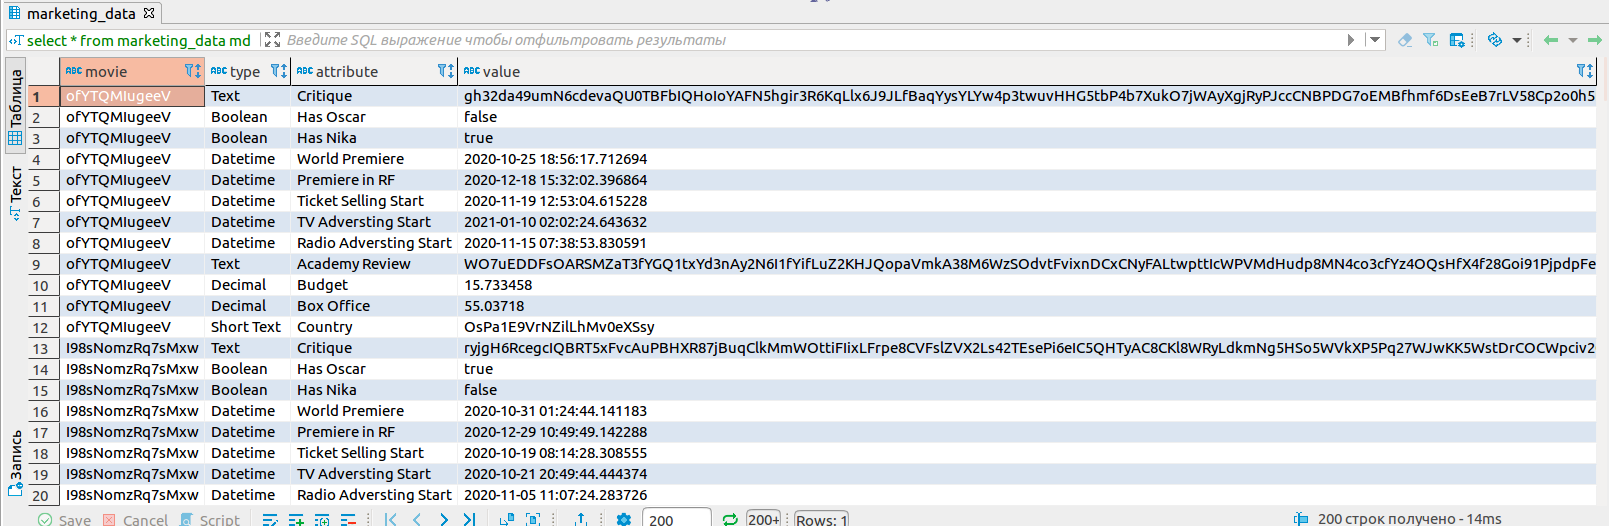 marketing_data
select * from marketing_data md Введите SQL выражение чтобы отфильтровать результаты
Таблица
Текст
Запись
ABC movie ABC type ABC attribute ABC value
1 ofYTQMIugeeV Text Critique gh32da49umN6cdevaQU0TBFbIQHoIoYAFN5hgir3R6KqLlx6J9JLfBaqYysYLYw4p3twuvHHG5tbP4b7XukO7jWAyXgjRyPJccCNBPDG7oEMBfhmf6DsEeB7rLV58Cp2o0h5
2 ofYTQMIugeeV Boolean Has Oscar false
3 ofYTQMIugeeV Boolean Has Nika true
4 ofYTQMIugeeV Datetime World Premiere 2020-10-25 18:56:17.712694
5 ofYTQMIugeeV Datetime Premiere in RF 2020-12-18 15:32:02.396864
6 ofYTQMIugeeV Datetime Ticket Selling Start 2020-11-19 12:53:04.615228
7 ofYTQMIugeeV Datetime TV Adversting Start 2021-01-10 02:02:24.643632
8 ofYTQMIugeeV Datetime Radio Adversting Start 2020-11-15 07:38:53.830591
9 ofYTQMIugeeV Text Academy Review WO7uEDDFsOARSMZaT3fYGQ1txYd3nAy2N6I1fYifLuZ2KHJQopaVmkA38M6WzSOdvtFvixnDCxCNyFALtwpttIcWPVMdHudp8MN4co3cfYz4OQsHfX4f28Goi91PjpdpFe
10 ofYTQMIugeeV Decimal Budget 15.733458
11 ofYTQMIugeeV Decimal Box Office 55.03718
12 ofYTQMIugeeV Short Text Country OsPa1E9VrNZilLhMv0eXSsy
13 I98sNomzRq7sMxw Text Critique ryjgH6RcegcIQBRT5xFvcAuPBHXR87jBuqClkMmWOttiFIixLFrpe8CVFslZVX2Ls42TEsePi6eIC5QHTyAC8CKl8WRyLdkmNg5HSo5WVkXP5Pq27WJwKK5WstDrCOCWpciv2
14 I98sNomzRq7sMxw Boolean Has Oscar true
15 I98sNomzRq7sMxw Boolean Has Nika false
16 I98sNomzRq7sMxw Datetime World Premiere 2020-10-31 01:24:44.141183
17 I98sNomzRq7sMxw Datetime Premiere in RF 2020-12-29 10:49:49.142288
18 I98sNomzRq7sMxw Datetime Ticket Selling Start 2020-10-19 08:14:28.308555
19 I98sNomzRq7sMxw Datetime TV Adversting Start 2020-10-21 20:49:44.444374
20 I98sNomzRq7sMxw Datetime Radio Adversting Start 2020-11-05 11:07:24.283726
Save Cancel Script 200 200+ Rows: 1 200 строк получено - 14ms